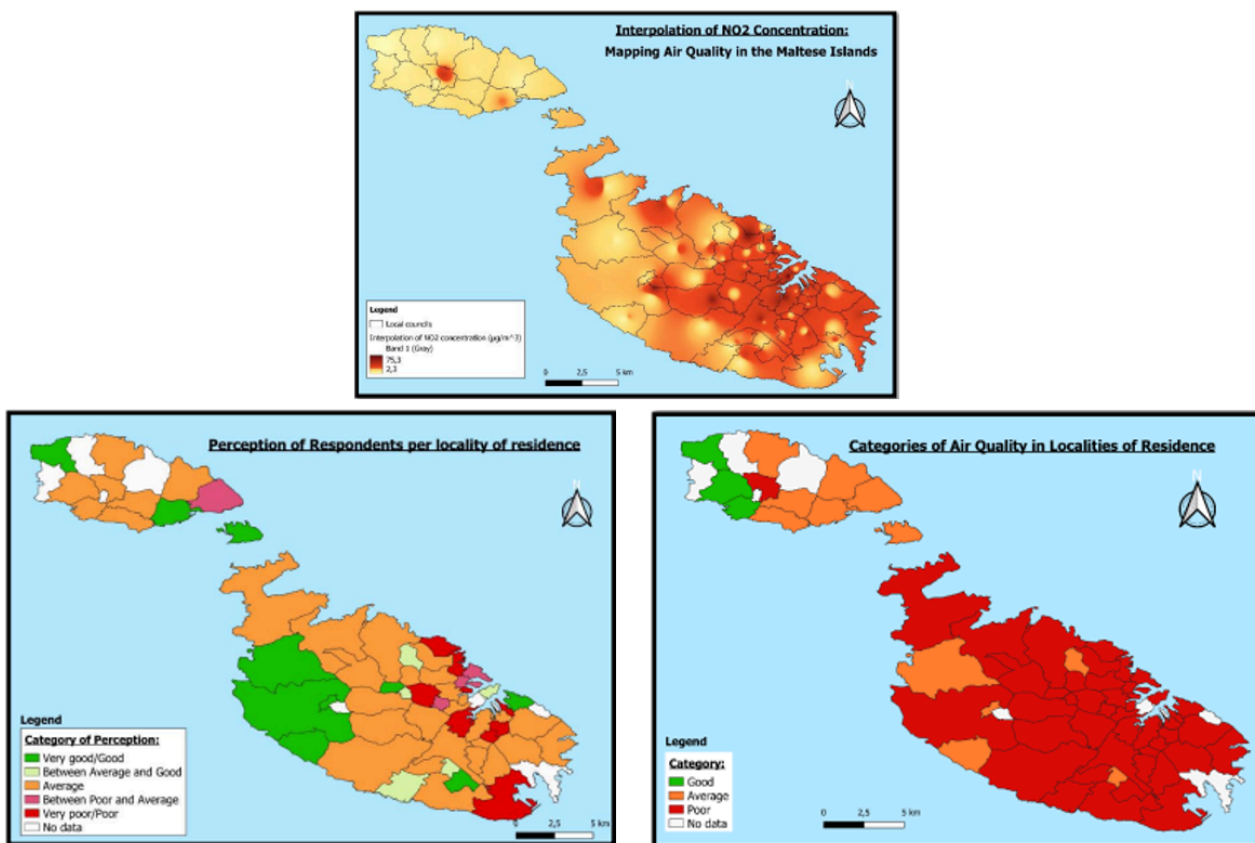 Interpolation of NO2 Concentration:
Mapping Air Quality in the Maltese Islands
N
Legend
Local councils
Interpolation of NO2 concentration (µg/m^3)
Band 1 (Gray)
75,3
2,3
0 2,5 5 km
Perception of Respondents per locality of residence
N
Legend
Category of Perception:
Very good/Good
Between Average and Good
Average
Between Poor and Average
Very poor/Poor
No data
0 2,5 5 km
Categories of Air Quality in Localities of Residence
N
Legend
Category:
Good
Average
Poor
No data
0 2,5 5 km